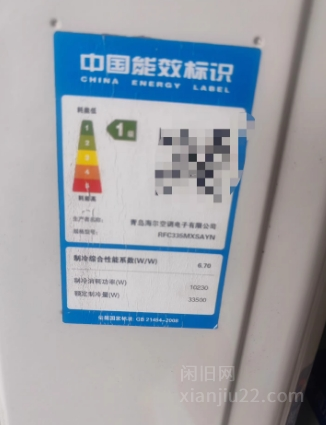 中国能效标识
CHINA ENERGY LABEL
耗能低
1
2
3
4
5
1级
耗能高
生产者名称: 青岛海尔空调电子有限公司
规格型号: RFC335MXSAYN
制冷综合性能系数(W/W) 6.70
制冷消耗功率(W) 10230
额定制冷量(W) 33500
依据国家标准: GB 21454-2008
闲旧网
xianjiu22.com